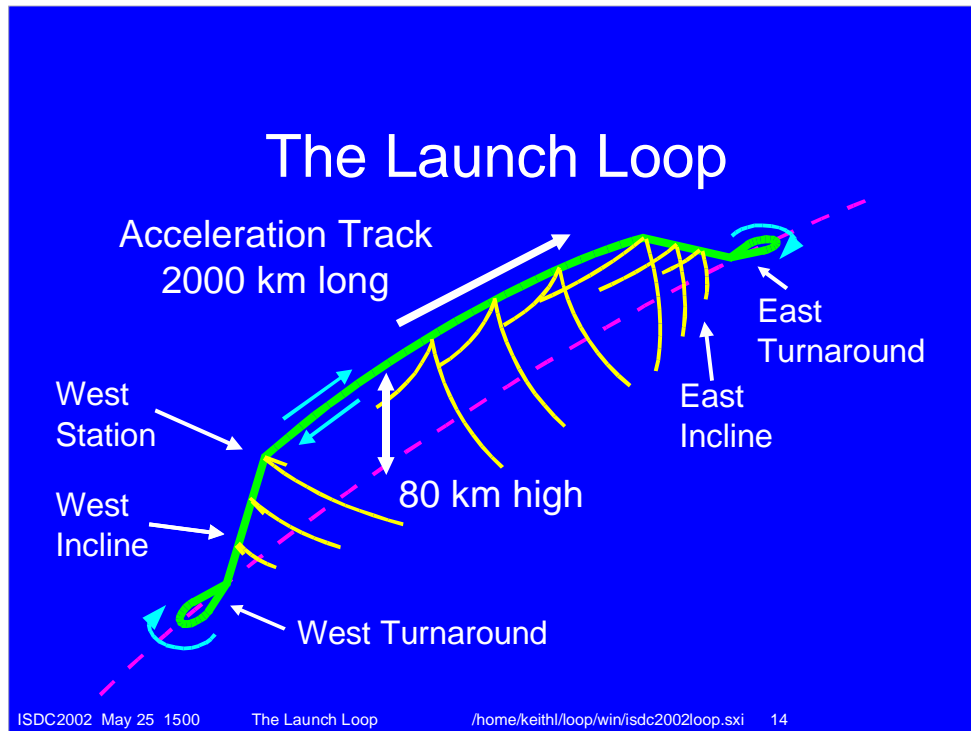 The Launch Loop
Acceleration Track
2000 km long
East
Turnaround
West
Station
East
Incline
80 km high
West
Incline
West Turnaround
ISDC2002 May 25 1500 The Launch Loop /home/keithl/loop/win/isdc2002loop.sxi 14